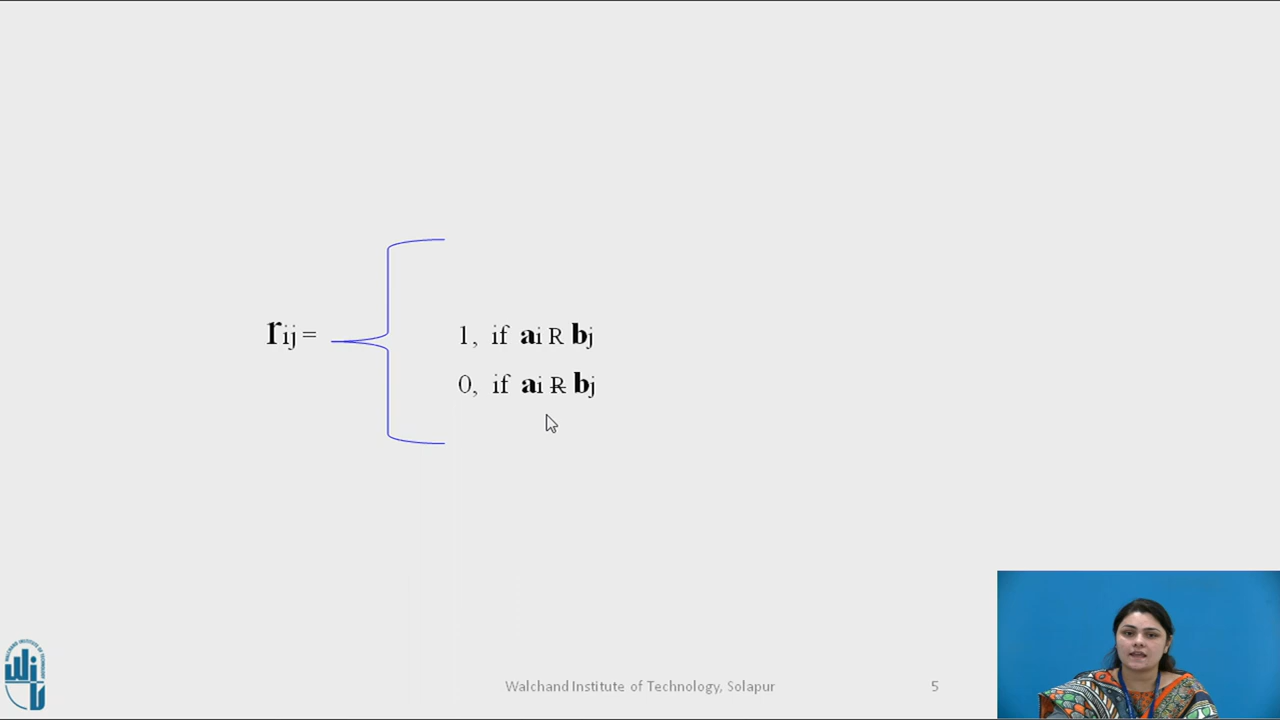 rij =
1, if ai R bj
0, if ai R̶ bj
Walchand Institute of Technology, Solapur 5